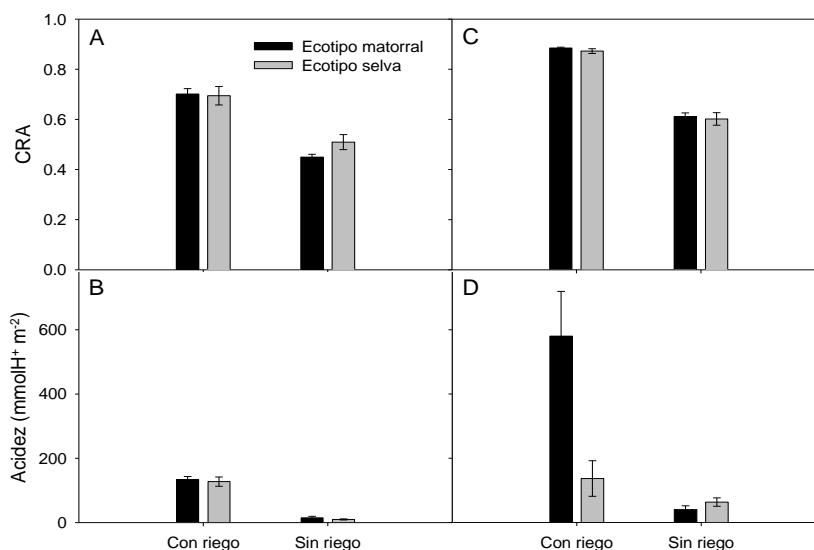 A
C
Ecotipo matorral
Ecotipo selva
CRA
1.0
0.8
0.6
0.4
0.2
0.0
B
D
Acidez (mmolH⁺ m⁻²)
600
400
200
0
Con riego Sin riego Con riego Sin riego